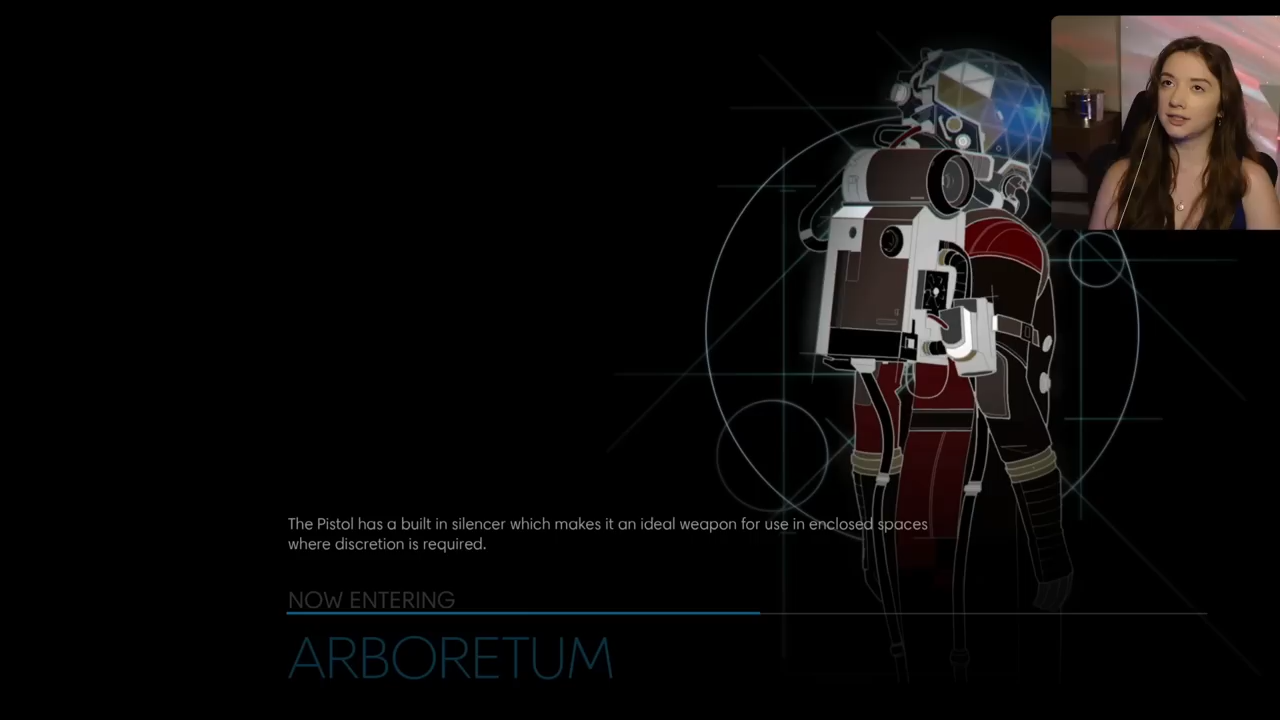 The Pistol has a built in silencer which makes it an ideal weapon for use in enclosed spaces
where discretion is required.
NOW ENTERING
ARBORETUM